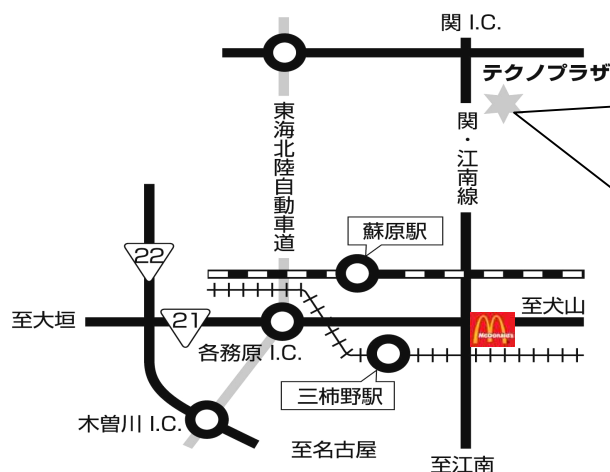 関 I.C.
テクノプラザ
東海北陸自動車道
関・江南線
蘇原駅
22
21
至大垣
至犬山
McDonald's
各務原 I.C.
三柿野駅
木曽川 I.C.
至名古屋
至江南